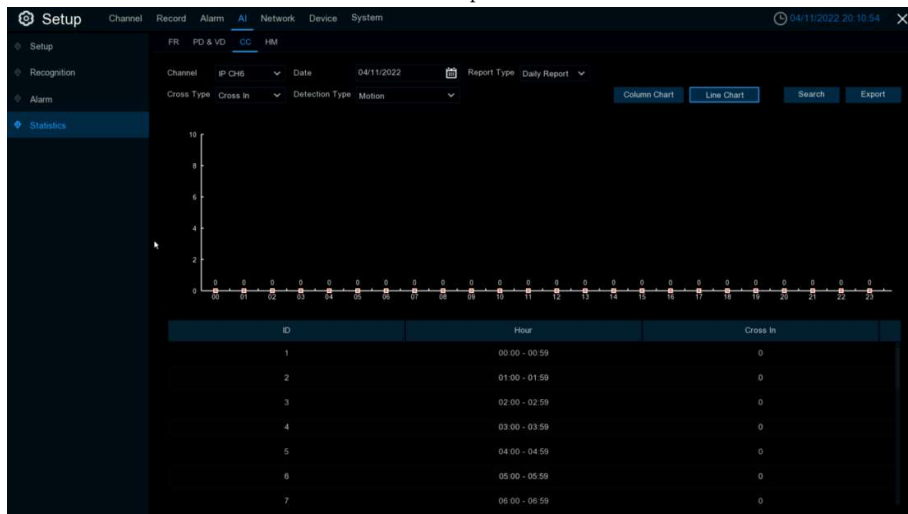 Setup Channel Record Alarm AI Network Device System 04/11/2022 20:10:54
Setup
Recognition
Alarm
Statistics
FR PD & VD CC HM
Channel IP CH6 Date 04/11/2022 Report Type Daily Report
Cross Type Cross In Detection Type Motion Column Chart Line Chart Search Export
10
8
6
4
2
0
0 0 0 0 0 0 0 0 0 0 0 0 0 0 0 0 0 0 0 0 0 0 0 0
00 01 02 03 04 05 06 07 08 09 10 11 12 13 14 15 16 17 18 19 20 21 22 23
ID Hour Cross In
1 00:00 - 00:59 0
2 01:00 - 01:59 0
3 02:00 - 02:59 0
4 03:00 - 03:59 0
5 04:00 - 04:59 0
6 05:00 - 05:59 0
7 06:00 - 06:59 0